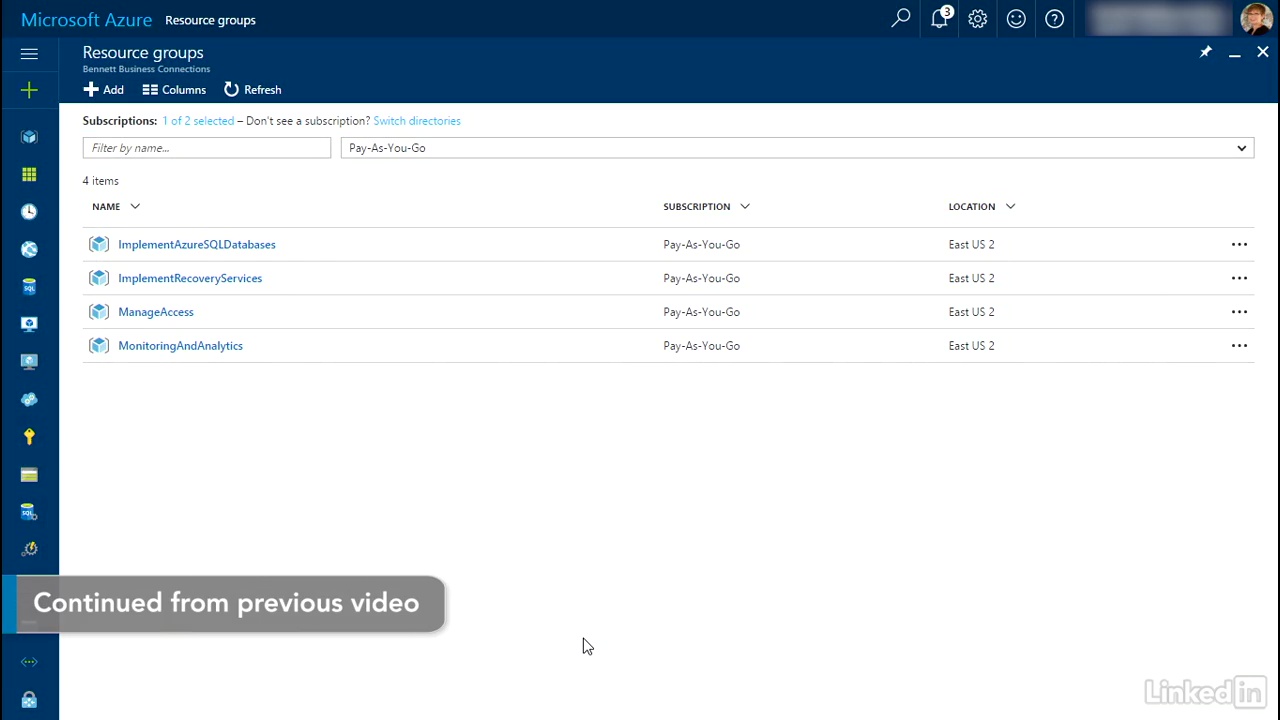 Microsoft Azure Resource groups 3
Resource groups
Bennett Business Connections
Add Columns Refresh
Subscriptions: 1 of 2 selected – Don't see a subscription? Switch directories
Filter by name... Pay-As-You-Go
4 items
NAME SUBSCRIPTION LOCATION
ImplementAzureSQLDatabases Pay-As-You-Go East US 2
ImplementRecoveryServices Pay-As-You-Go East US 2
ManageAccess Pay-As-You-Go East US 2
MonitoringAndAnalytics Pay-As-You-Go East US 2
SQL
SQL
Continued from previous video
LinkedIn